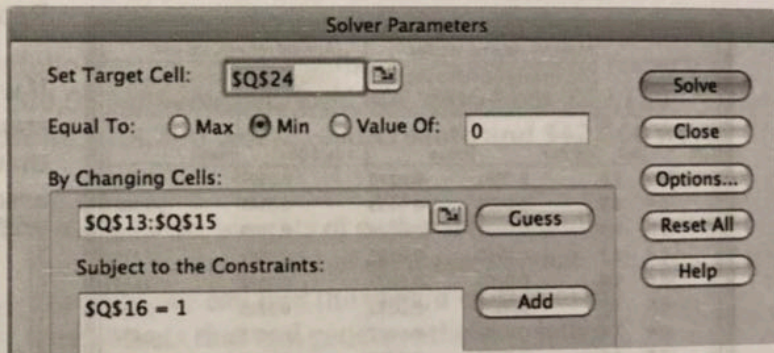 Solver Parameters
Set Target Cell: $Q$24
Solve
Equal To: Max Min Value Of: 0
Close
By Changing Cells:
Options...
$Q$13:$Q$15 Guess
Reset All
Subject to the Constraints:
Help
$Q$16 = 1 Add